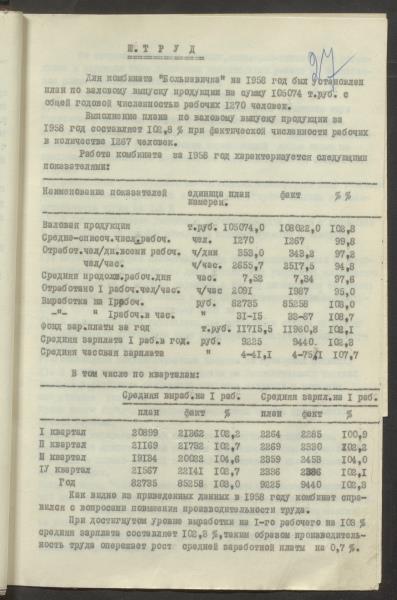 Ш. Т Р У Д
27
Для комбината "Большевичка" на 1958 год был установлен
план по валовому выпуску продукции на сумму 105074 т.руб. с
общей годовой численностью рабочих 1270 человек.
Выполнение плана по валовому выпуску продукции за
1958 год составляет 102,8 % при фактической численности рабочих
в количестве 1267 человек.
Работа комбината за 1958 год характеризуется следующими
показателями:
Наименование показателей единица план факт % %
измерен.
Валовая продукция т.руб. 105074,0 108022,0 102,8
Средне-списоч.числ.рабоч. чел. 1270 1267 99,8
Отработ.чел/дн.всеми рабоч. ч/дни 353,0 343,2 97,2
чел/час. ч/час. 2655,7 2517,5 94,8
Средняя продолж.рабоч.дня час. 7,52 7,34 97,6
Отработано I рабоч.чел/час. ч/час 2091 1987 95,0
Выработка на Iрабоч. руб. 82735 85258 103,0
-"- " Iрабоч.в час. " 31-15 33-87 108,7
Фонд зар.платы за год т.руб. 11715,5 11960,8 102,1
Средняя зарплата I раб.в год. руб. 9225 9440. 102,3
Средняя часовая зарплата " 4-41,1 4-75,1 107,7
В том числе по кварталам:
Средняя выраб.на I раб. Средняя зарпл.на I раб.
план факт % план факт %
I квартал 20899 21362 102,2 2264 2285 100,9
II квартал 21169 21732 102,7 2269 2330 102,2
Ш квартал 19134 20022 104,6 2359 2453 104,0
IУ квартал 21567 22141 102,7 2336 2386 102,1
Год 82735 85258 103,0 9225 9440 102,3
Как видно из приведенных данных в 1958 году комбинат спра-
вился с вопросами повышения производительности труда.
При достигнутом уровне выработки на I-го рабочего на 103 %
средняя зарплата составляет 102,3 %,таким образом производитель-
ность труда опережает рост средней заработной платы на 0,7 %.